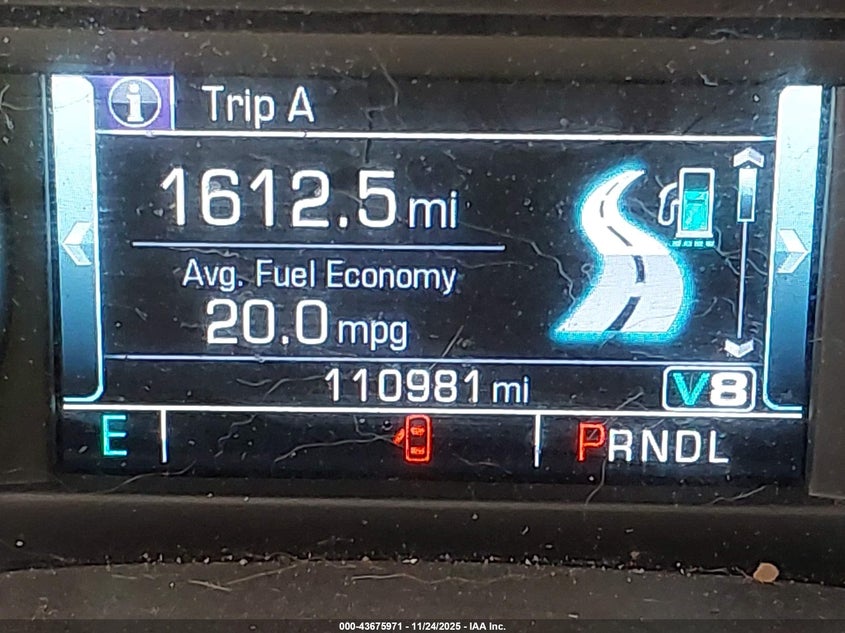 i Trip A
1612.5 mi
Avg. Fuel Economy
20.0 mpg
110981 mi V8
E PRNDL
000-43675971 - 11/24/2025 - IAA Inc.